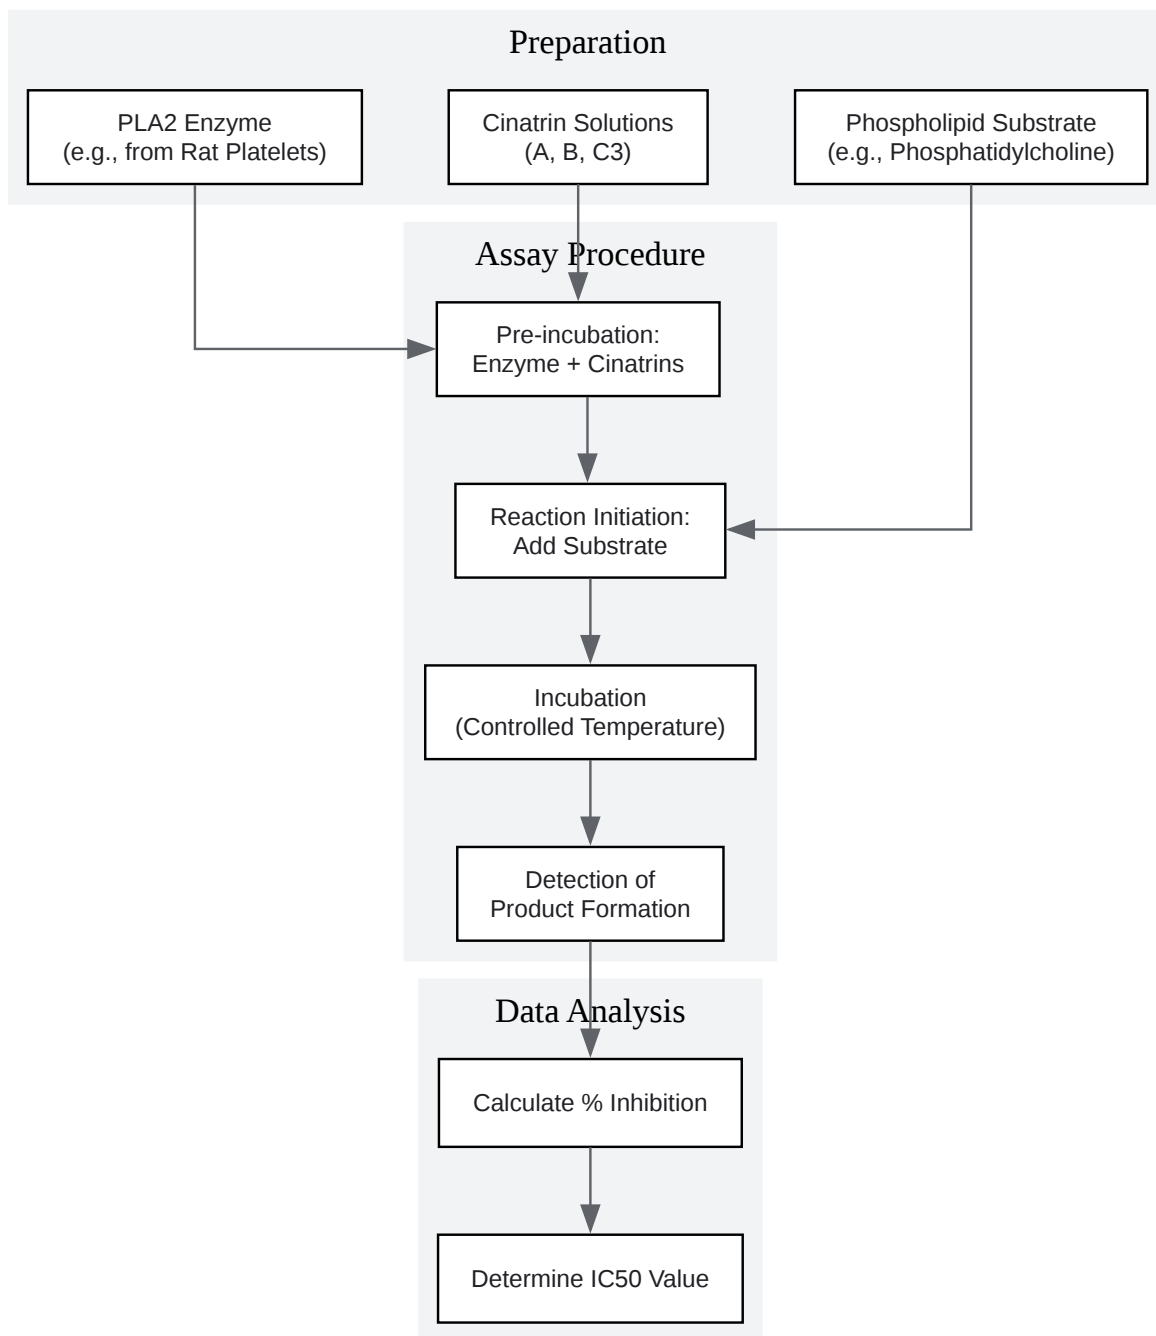 Preparation
PLA2 Enzyme
(e.g., from Rat Platelets)
Cinatrin Solutions
(A, B, C3)
Phospholipid Substrate
(e.g., Phosphatidylcholine)
Assay Procedure
Pre-incubation:
Enzyme + Cinatrins
Reaction Initiation:
Add Substrate
Incubation
(Controlled Temperature)
Detection of
Product Formation
Data Analysis
Calculate % Inhibition
Determine IC50 Value